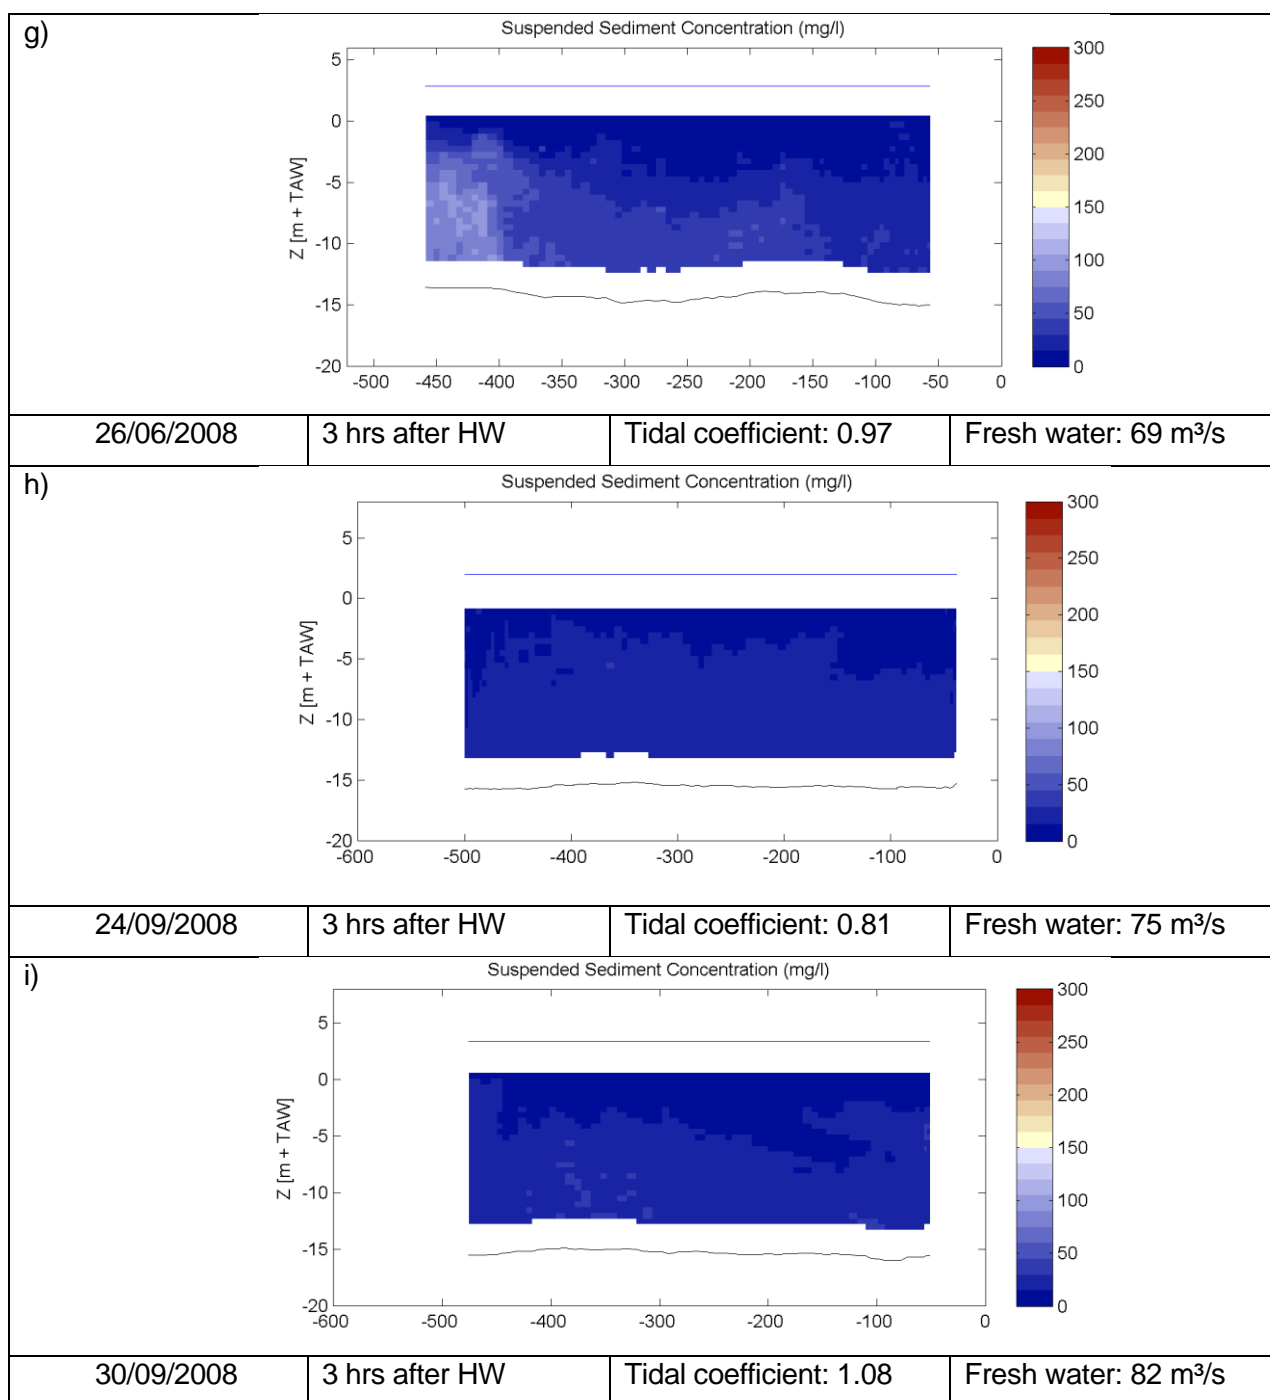 g)
Suspended Sediment Concentration (mg/l)
5
0
-5
-10
-15
-20
Z [m + TAW]
-500 -450 -400 -350 -300 -250 -200 -150 -100 -50 0
300
250
200
150
100
50
0
26/06/2008 3 hrs after HW Tidal coefficient: 0.97 Fresh water: 69 m³/s
h)
Suspended Sediment Concentration (mg/l)
5
0
-5
-10
-15
-20
Z [m + TAW]
-600 -500 -400 -300 -200 -100 0
300
250
200
150
100
50
0
24/09/2008 3 hrs after HW Tidal coefficient: 0.81 Fresh water: 75 m³/s
i)
Suspended Sediment Concentration (mg/l)
5
0
-5
-10
-15
-20
Z [m + TAW]
-600 -500 -400 -300 -200 -100 0
300
250
200
150
100
50
0
30/09/2008 3 hrs after HW Tidal coefficient: 1.08 Fresh water: 82 m³/s